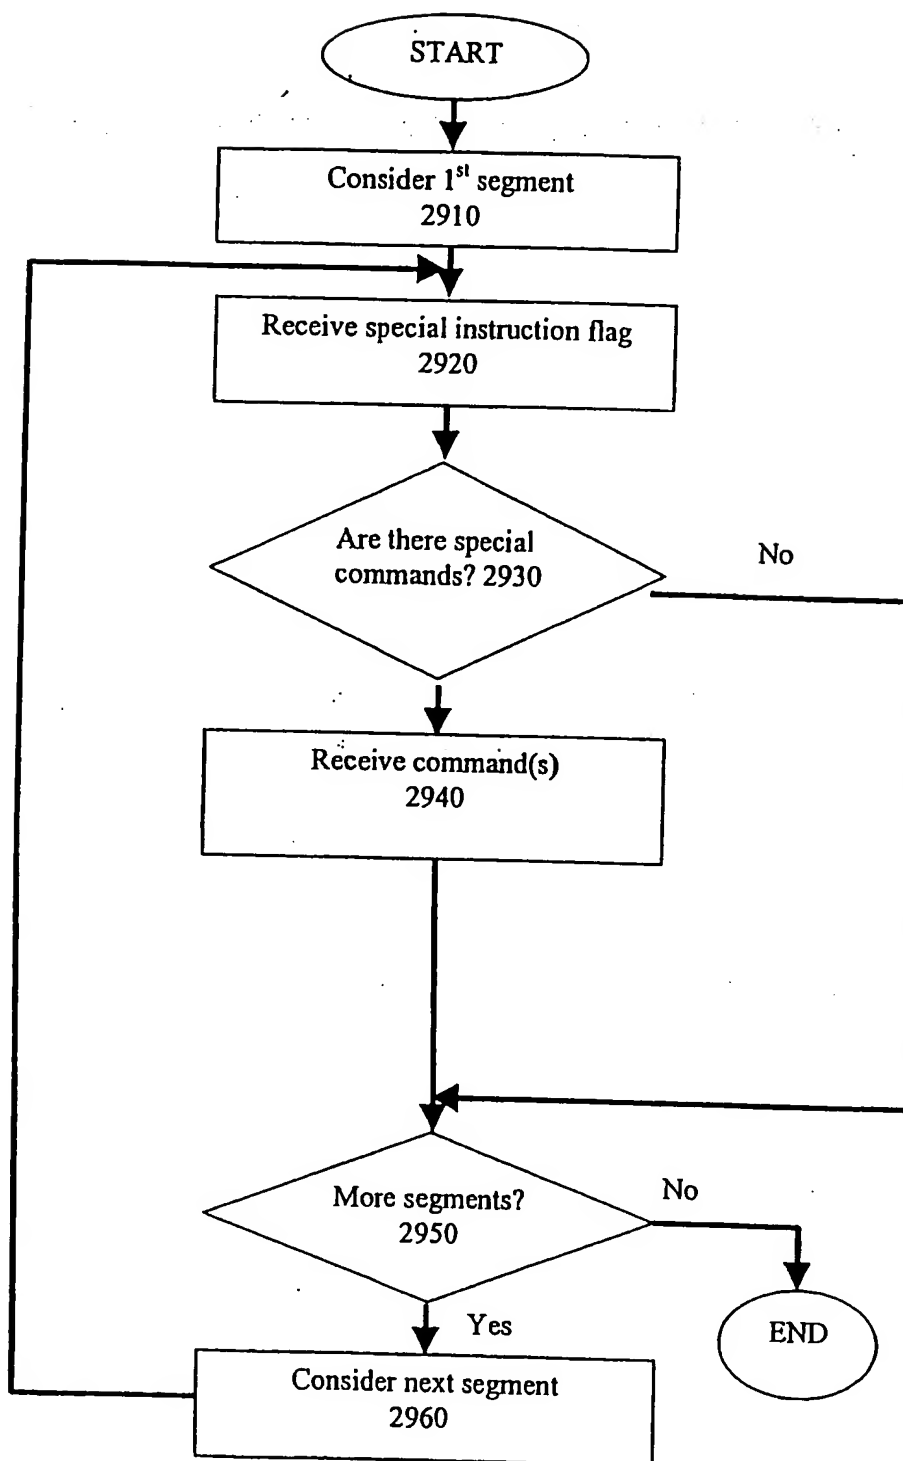 START
Consider 1st segment
2910
Receive special instruction flag
2920
Are there special
commands? 2930
No
Receive command(s)
2940
More segments?
2950
No
Yes
END
Consider next segment
2960